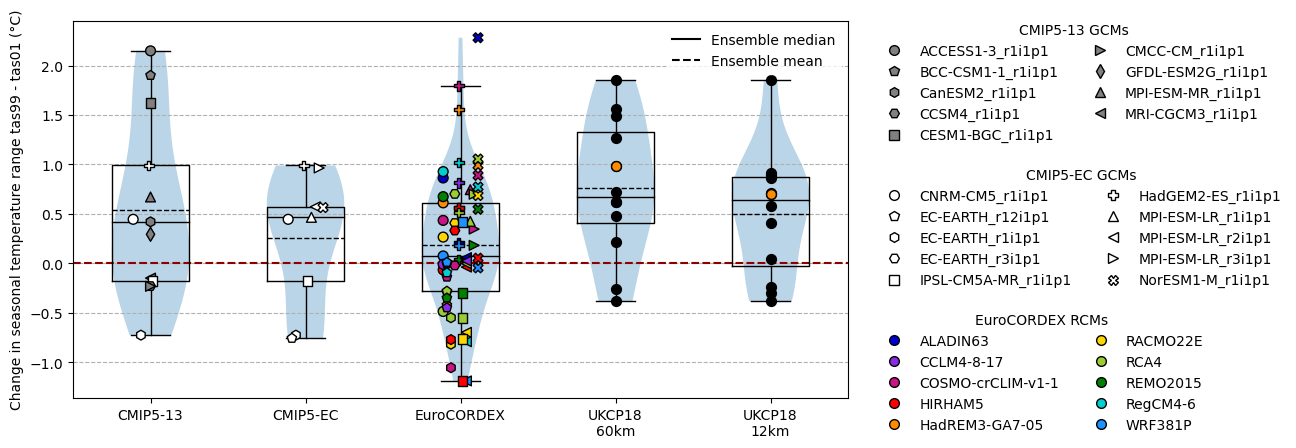 Change in seasonal temperature range tas99 - tas01 (°C)
2.0
1.5
1.0
0.5
0.0
−0.5
−1.0
Ensemble median
Ensemble mean
CMIP5-13
CMIP5-EC
EuroCORDEX
UKCP18
60km
UKCP18
12km
CMIP5-13 GCMs
ACCESS1-3_r1i1p1
BCC-CSM1-1_r1i1p1
CanESM2_r1i1p1
CCSM4_r1i1p1
CESM1-BGC_r1i1p1
CMCC-CM_r1i1p1
GFDL-ESM2G_r1i1p1
MPI-ESM-MR_r1i1p1
MRI-CGCM3_r1i1p1
CMIP5-EC GCMs
CNRM-CM5_r1i1p1
EC-EARTH_r12i1p1
EC-EARTH_r1i1p1
EC-EARTH_r3i1p1
IPSL-CM5A-MR_r1i1p1
HadGEM2-ES_r1i1p1
MPI-ESM-LR_r1i1p1
MPI-ESM-LR_r2i1p1
MPI-ESM-LR_r3i1p1
NorESM1-M_r1i1p1
EuroCORDEX RCMs
ALADIN63
CCLM4-8-17
COSMO-crCLIM-v1-1
HIRHAM5
HadREM3-GA7-05
RACMO22E
RCA4
REMO2015
RegCM4-6
WRF381P